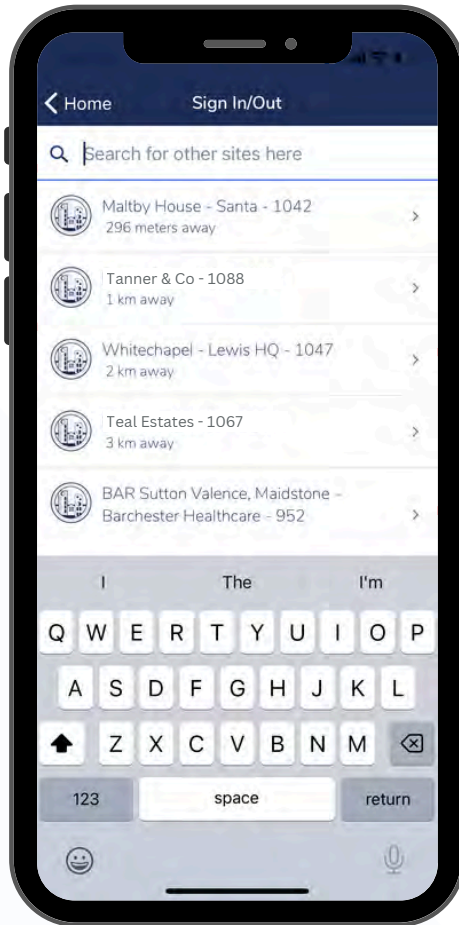 Home
Sign In/Out
Search for other sites here
Maltby House - Santa - 1042
296 meters away
Tanner & Co - 1088
1 km away
Whitechapel - Lewis HQ - 1047
2 km away
Teal Estates - 1067
3 km away
BAR Sutton Valence, Maidstone -
Barchester Healthcare - 952
I The I'm
Q W E R T Y U I O P
A S D F G H J K L
Z X C V B N M
123 space return